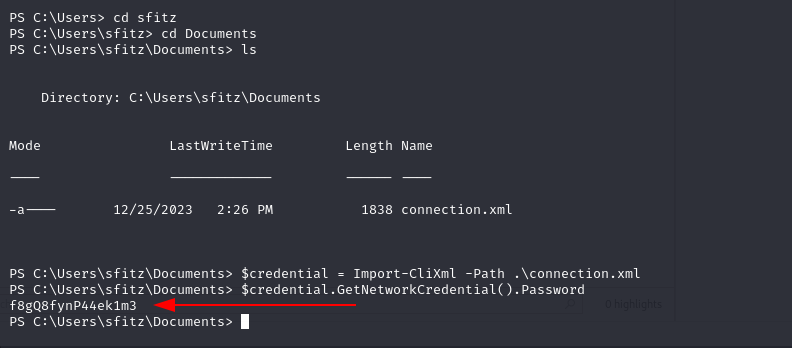 PS C:\Users> cd sfitz
PS C:\Users\sfitz> cd Documents
PS C:\Users\sfitz\Documents> ls
Directory: C:\Users\sfitz\Documents
Mode LastWriteTime Length Name
---- ------------- ------ ----
-a---- 12/25/2023 2:26 PM 1838 connection.xml
PS C:\Users\sfitz\Documents> $credential = Import-CliXml -Path .\connection.xml
PS C:\Users\sfitz\Documents> $credential.GetNetworkCredential().Password
f8gQ8fynP44ek1m3
0 highlights
PS C:\Users\sfitz\Documents>